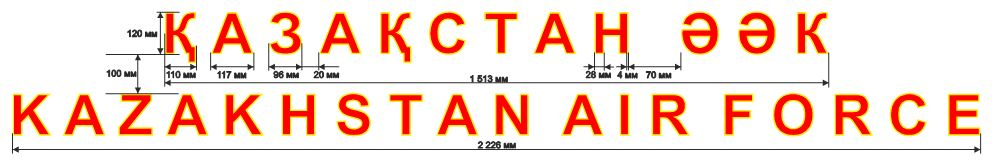 120 мм
ҚАЗАҚСТАН ӘӘК
100 мм
110 мм 117 мм 96 мм 20 мм 28 мм 4 мм 70 мм
1 513 мм
KAZAKHSTAN AIR FORCE
2 226 мм